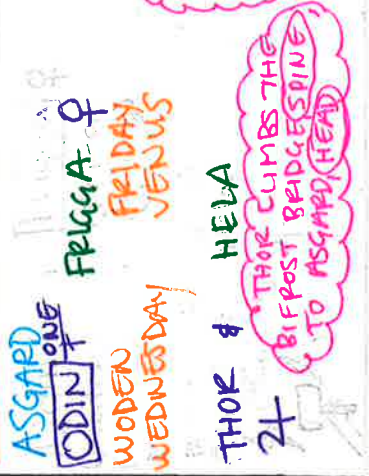 ASGARD
ODIN ONE
T
FRIGGA ♀
WODEN
WEDNESDAY
FRIDAY
VENUS
THOR & HELA
♃
THOR CLIMBS THE
BIFROST BRIDGE SPINE,
TO ASGARD, HEAD